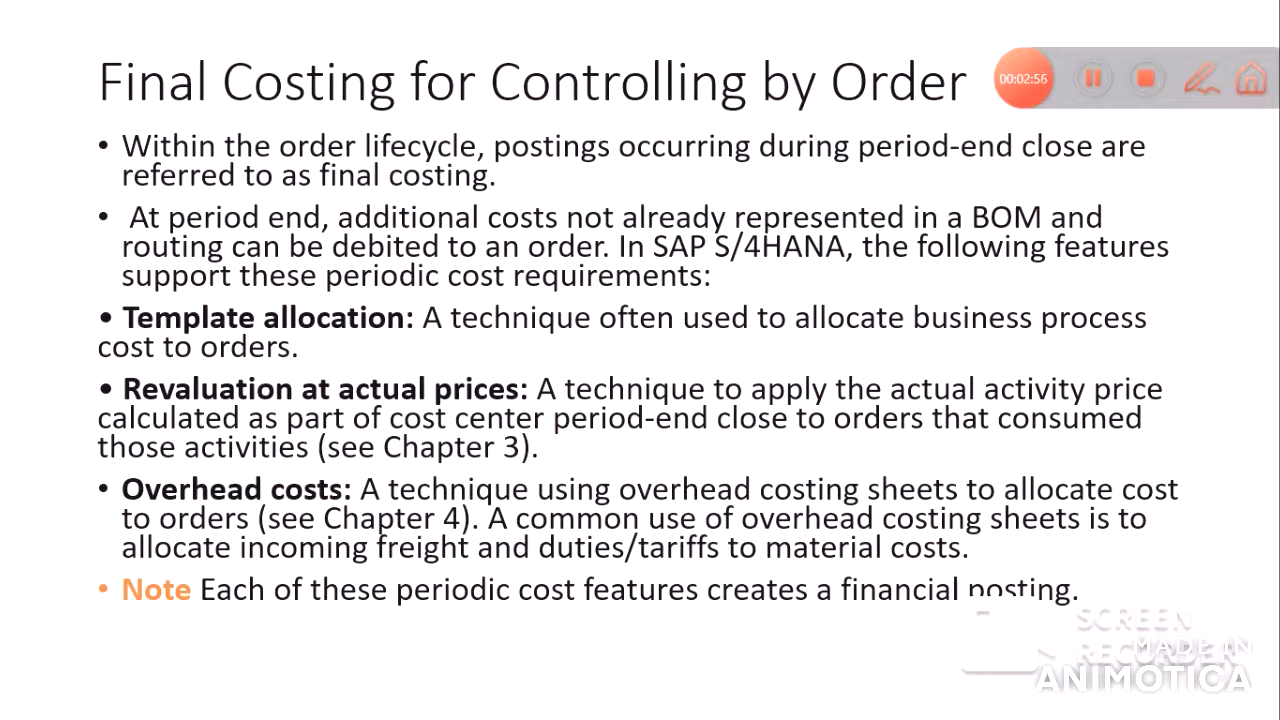 Final Costing for Controlling by Order
00:02:56
• Within the order lifecycle, postings occurring during period-end close are
referred to as final costing.
• At period end, additional costs not already represented in a BOM and
routing can be debited to an order. In SAP S/4HANA, the following features
support these periodic cost requirements:
• Template allocation: A technique often used to allocate business process
cost to orders.
• Revaluation at actual prices: A technique to apply the actual activity price
calculated as part of cost center period-end close to orders that consumed
those activities (see Chapter 3).
• Overhead costs: A technique using overhead costing sheets to allocate cost
to orders (see Chapter 4). A common use of overhead costing sheets is to
allocate incoming freight and duties/tariffs to material costs.
• Note Each of these periodic cost features creates a financial posting.
SCREEN
RECORDER
MADE IN
ANIMOTICA